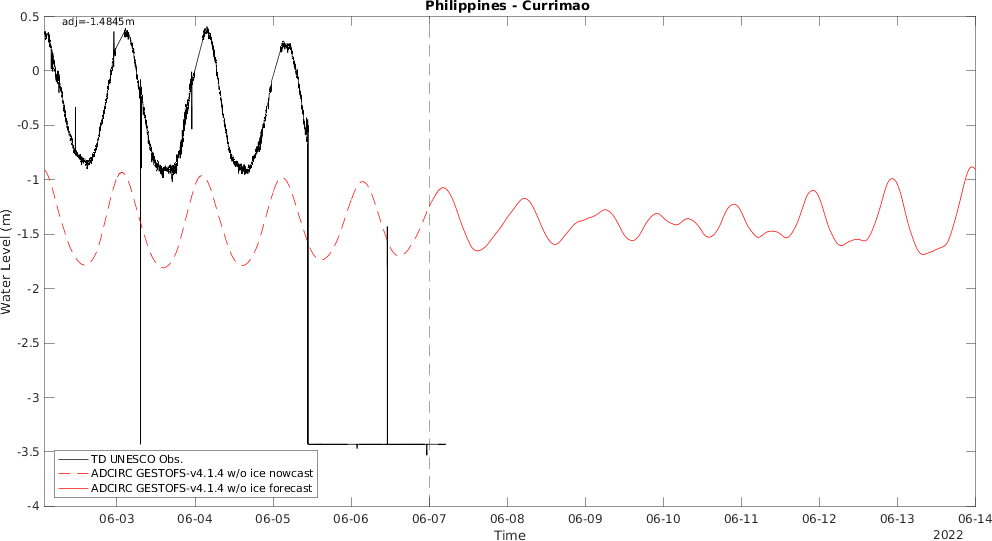 Philippines - Currimao
adj=-1.4845m
0.5
0
-0.5
-1
-1.5
-2
-2.5
-3
-3.5
-4
Water Level (m)
TD UNESCO Obs.
ADCIRC GESTOFS-v4.1.4 w/o ice nowcast
ADCIRC GESTOFS-v4.1.4 w/o ice forecast
06-03 06-04 06-05 06-06 06-07 06-08 06-09 06-10 06-11 06-12 06-13 06-14
Time
2022